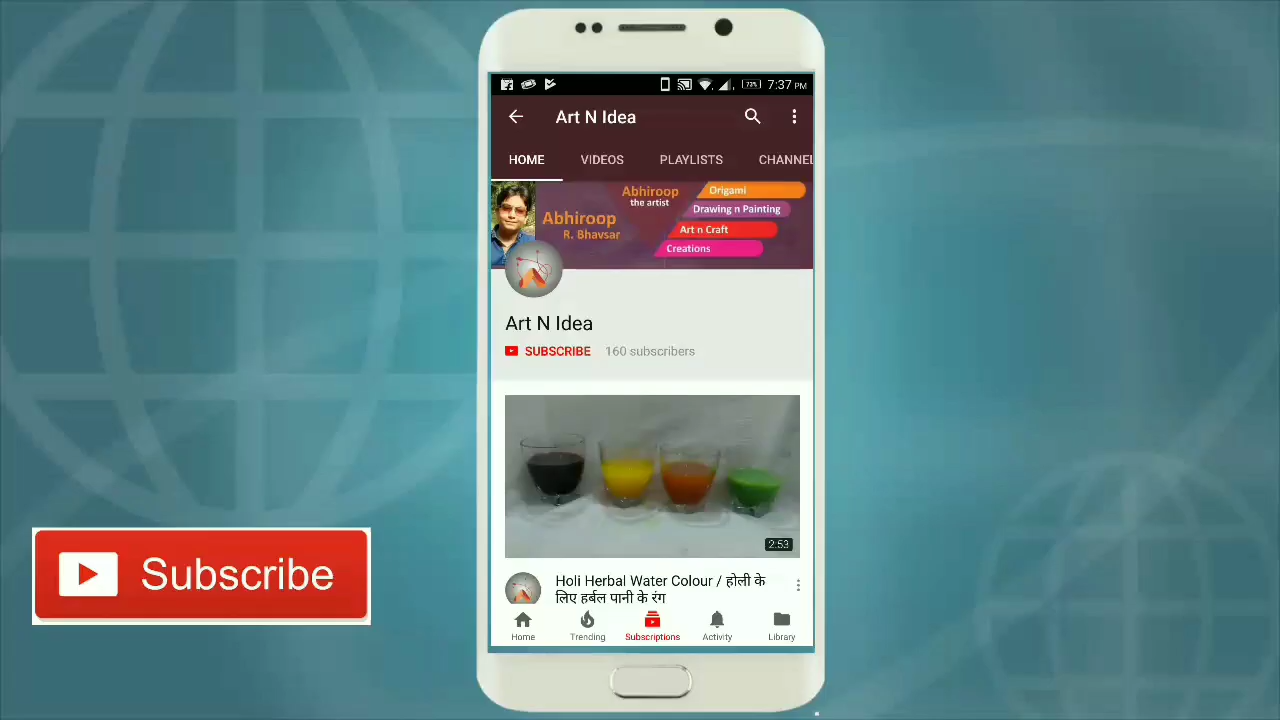 73%
7:37 PM
Art N Idea
HOME VIDEOS PLAYLISTS CHANNEL
Abhiroop
the artist
Abhiroop
R. Bhavsar
Origami
Drawing n Painting
Art n Craft
Creations
Art N Idea
SUBSCRIBE 160 subscribers
2:53
Holi Herbal Water Colour / होली के
लिए हर्बल पानी के रंग
Home Trending Subscriptions Activity Library
Subscribe